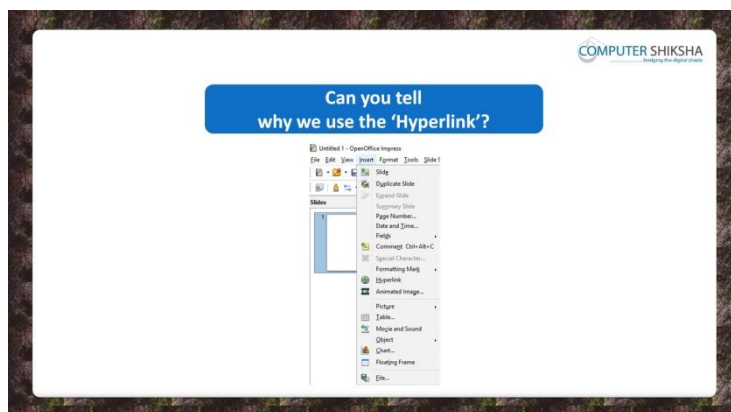 COMPUTER SHIKSHA
bridging the digital divide
Can you tell
why we use the ‘Hyperlink’?
Untitled 1 - OpenOffice Impress
File Edit View Insert Format Tools Slide S
Slide
Duplicate Slide
Expand Slide
Summary Slide
Page Number...
Date and Time...
Fields
Comment Ctrl+Alt+C
Special Character...
Formatting Mark
Hyperlink
Animated Image...
Picture
Table...
Movie and Sound
Object
Chart...
Floating Frame
File...
Slides
1